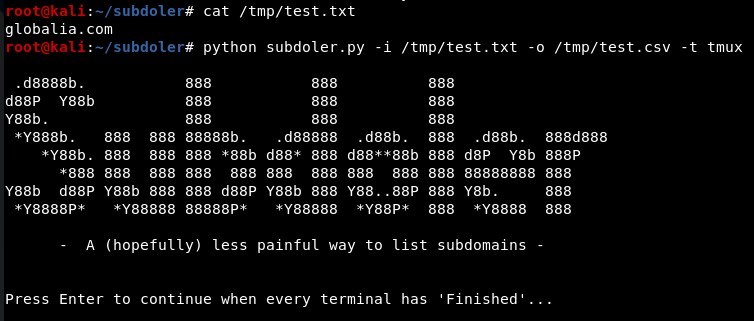 root@kali:~/subdoler# cat /tmp/test.txt
globalia.com
root@kali:~/subdoler# python subdoler.py -i /tmp/test.txt -o /tmp/test.csv -t tmux
 .d8888b.            888           888          888
d88P  Y88b           888           888          888
Y88b.                888           888          888
 *Y888b.   888  888 88888b.   .d88888  .d88b.  888  .d88b.  888d888
    *Y88b. 888  888 888 *88b d88* 888 d88**88b 888 d8P  Y8b 888P
      *888 888  888 888  888 888  888 888  888 888 88888888 888
Y88b  d88P Y88b 888 888 d88P Y88b 888 Y88..88P 888 Y8b.     888
 *Y8888P*   *Y88888 88888P*   *Y88888  *Y88P*  888  *Y8888  888
- A (hopefully) less painful way to list subdomains -
Press Enter to continue when every terminal has 'Finished'...